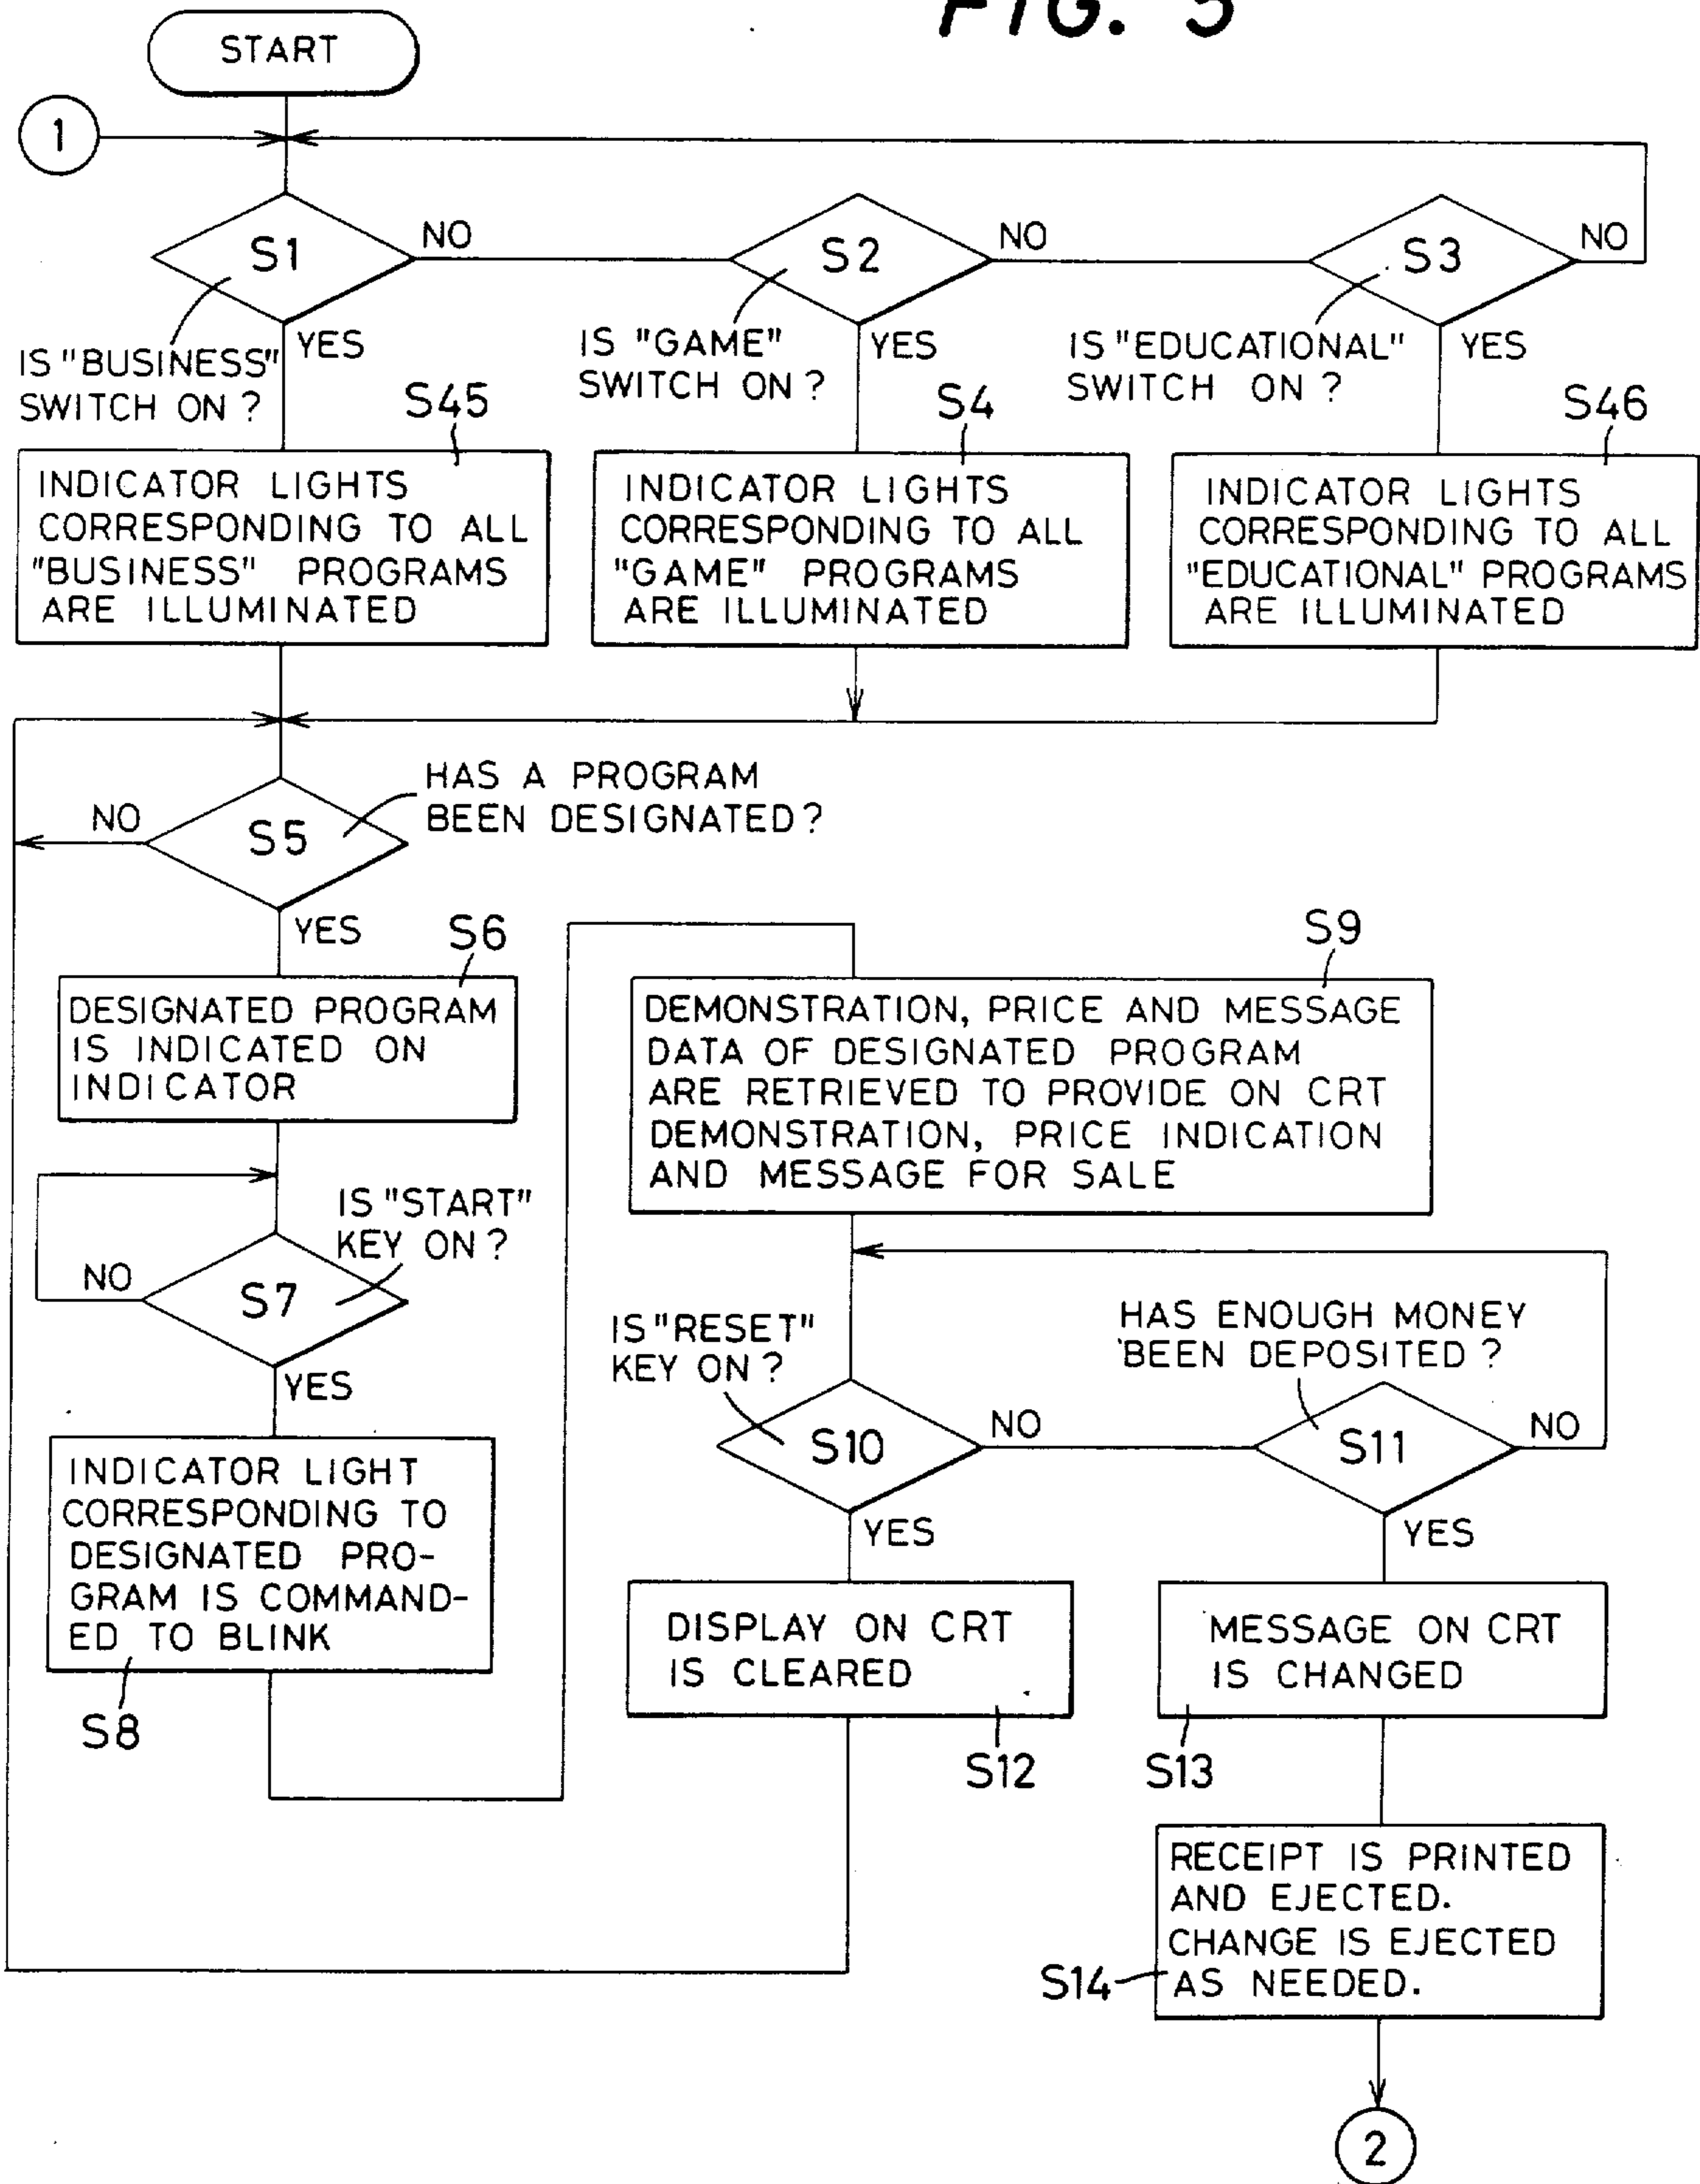 FIG.
START
1
S1
NO
S2
NO
S3
NO
IS "BUSINESS"
SWITCH ON ?
YES
IS "GAME"
SWITCH ON ?
YES
IS "EDUCATIONAL"
SWITCH ON ?
YES
S45
INDICATOR LIGHTS
CORRESPONDING TO ALL
"BUSINESS" PROGRAMS
ARE ILLUMINATED
S4
INDICATOR LIGHTS
CORRESPONDING TO ALL
"GAME" PROGRAMS
ARE ILLUMINATED
S46
INDICATOR LIGHTS
CORRESPONDING TO ALL
"EDUCATIONAL" PROGRAMS
ARE ILLUMINATED
HAS A PROGRAM
BEEN DESIGNATED ?
NO
S5
YES
S6
DESIGNATED PROGRAM
IS INDICATED ON
INDICATOR
IS "START"
KEY ON ?
NO
S7
YES
INDICATOR LIGHT
CORRESPONDING TO
DESIGNATED PRO-
GRAM IS COMMAND-
ED TO BLINK
S8
S9
DEMONSTRATION, PRICE AND MESSAGE
DATA OF DESIGNATED PROGRAM
ARE RETRIEVED TO PROVIDE ON CRT
DEMONSTRATION, PRICE INDICATION
AND MESSAGE FOR SALE
IS "RESET"
KEY ON ?
HAS ENOUGH MONEY
BEEN DEPOSITED ?
S10
NO
S11
NO
YES
YES
DISPLAY ON CRT
IS CLEARED
S12
MESSAGE ON CRT
IS CHANGED
S13
RECEIPT IS PRINTED
AND EJECTED.
CHANGE IS EJECTED
AS NEEDED.
S14
2